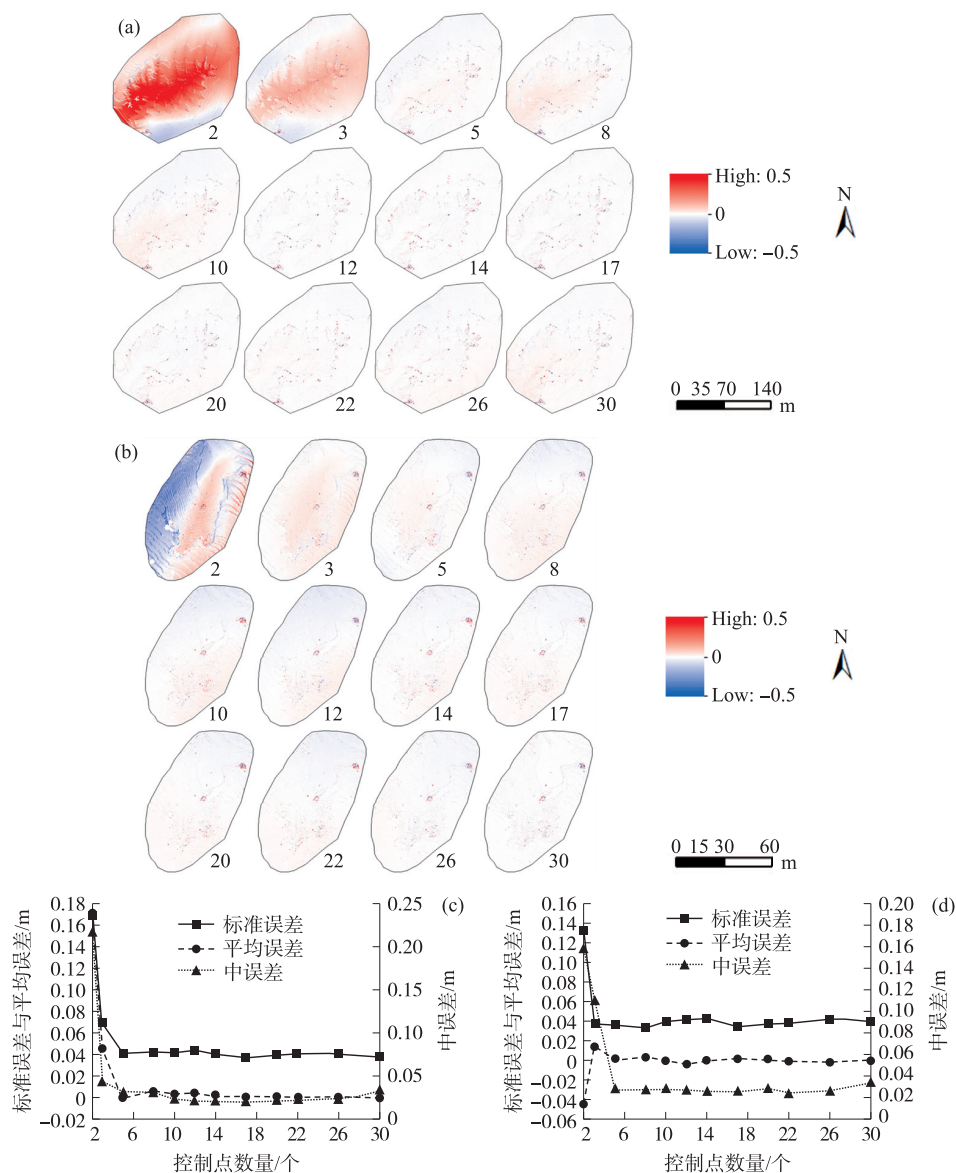 (a)
2 3 5 8
High: 0.5
0
Low: −0.5
N
10 12 14 17
20 22 26 30
0 35 70 140
m
(b)
2 3 5 8
High: 0.5
0
Low: −0.5
N
10 12 14 17
20 22 26 30
0 15 30 60
m
(c)
标准误差与平均误差/m
0.18
0.16
0.14
0.12
0.10
0.08
0.06
0.04
0.02
0
−0.02
标准误差
平均误差
中误差
0.25
0.20
0.15
0.10
0.05
0
中误差/m
2 6 10 14 18 22 26 30
控制点数量/个
(d)
标准误差与平均误差/m
0.16
0.14
0.12
0.10
0.08
0.06
0.04
0.02
0
−0.02
−0.04
−0.06
标准误差
平均误差
中误差
0.20
0.18
0.16
0.14
0.12
0.10
0.08
0.06
0.04
0.02
0
中误差/m
2 6 10 14 18 22 26 30
控制点数量/个